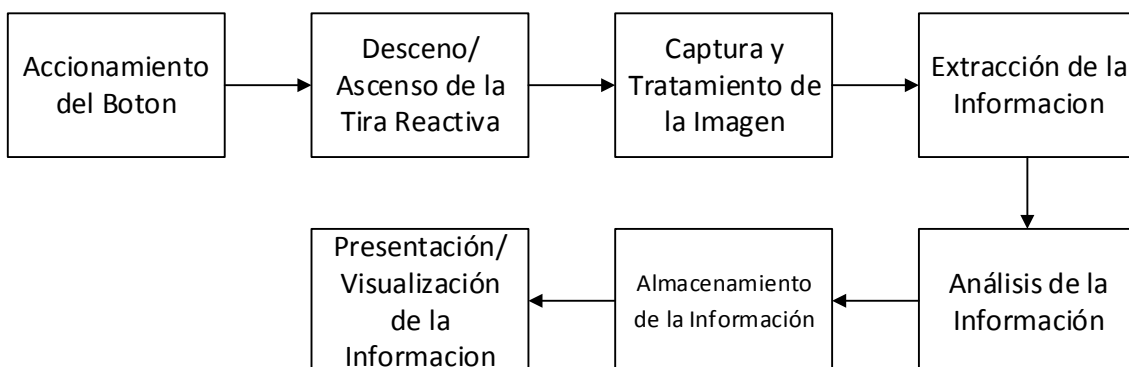 Accionamiento
del Boton
Desceno/
Ascenso de la
Tira Reactiva
Captura y
Tratamiento de
la Imagen
Extracción de la
Informacion
Análisis de la
Información
Almacenamiento
de la Información
Presentación/
Visualización
de la
Informacion